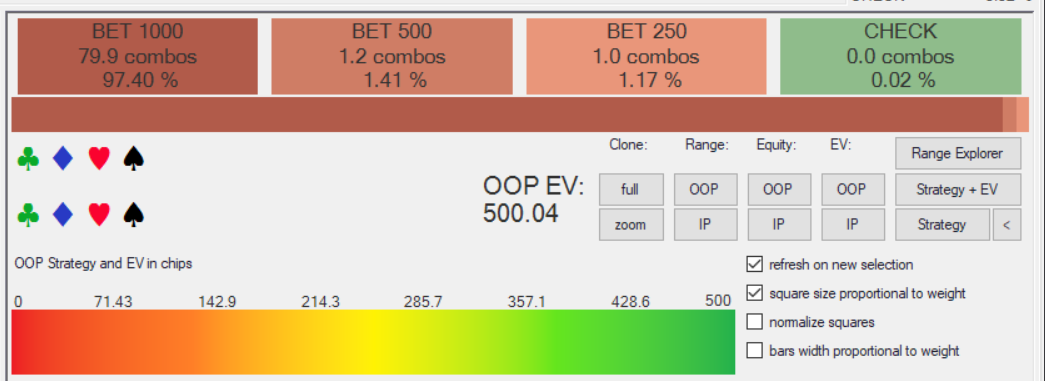 BET 1000
79.9 combos
97.40 %
BET 500
1.2 combos
1.41 %
BET 250
1.0 combos
1.17 %
CHECK
0.0 combos
0.02 %
Clone: Range: Equity: EV:
Range Explorer
OOP EV:
500.04
full OOP OOP OOP
Strategy + EV
zoom IP IP IP
Strategy <
OOP Strategy and EV in chips
0 71.43 142.9 214.3 285.7 357.1 428.6 500
refresh on new selection
square size proportional to weight
normalize squares
bars width proportional to weight